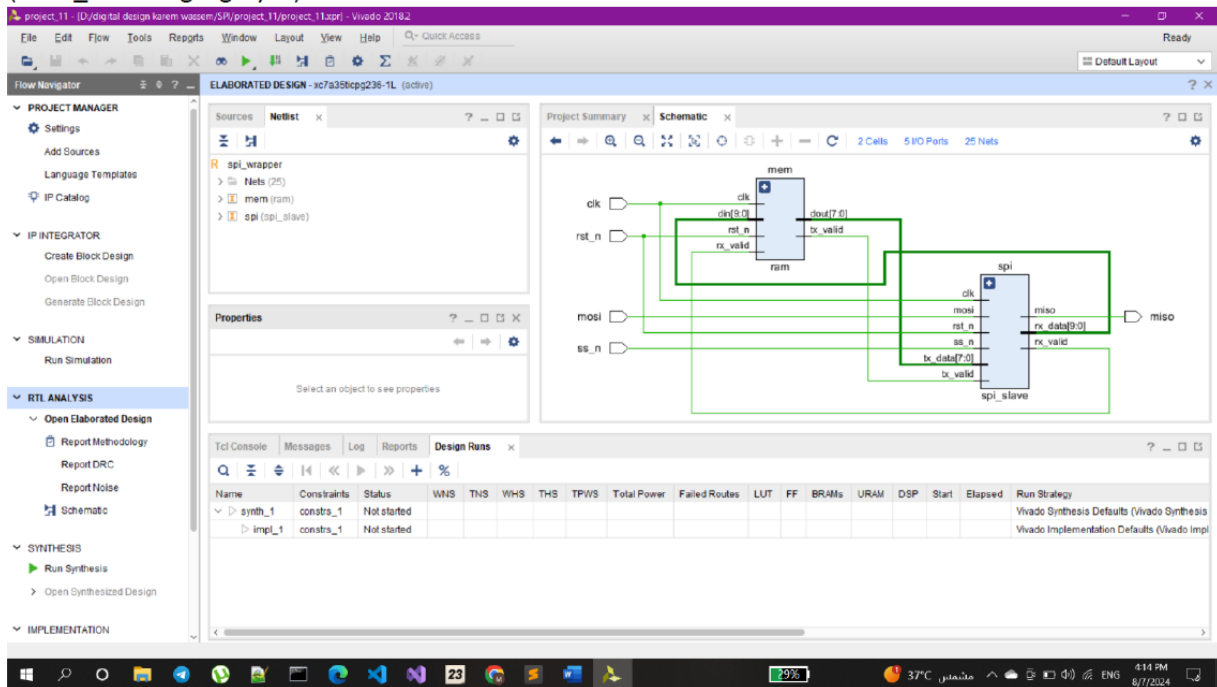 project_11 - [D:/digital design karem wassem/SPI/project_11/project_11.xpr] - Vivado 2018.2
File Edit Flow Tools Reports Window Layout View Help Quick Access Ready
Default Layout
Flow Navigator
ELABORATED DESIGN - xc7a35ticpg236-1L (active)
PROJECT MANAGER
Settings
Add Sources
Language Templates
IP Catalog
IP INTEGRATOR
Create Block Design
Open Block Design
Generate Block Design
SIMULATION
Run Simulation
RTL ANALYSIS
Open Elaborated Design
Report Methodology
Report DRC
Report Noise
Schematic
SYNTHESIS
Run Synthesis
Open Synthesized Design
IMPLEMENTATION
Sources Netlist
spi_wrapper
Nets (25)
mem (ram)
spi (spi_slave)
Properties
Select an object to see properties
Project Summary Schematic
2 Cells 5 I/O Ports 25 Nets
mem
clk
din[9:0]
rst_n
rx_valid
dout[7:0]
tx_valid
ram
clk
rst_n
mosi
ss_n
spi
clk
mosi
rst_n
ss_n
tx_data[7:0]
tx_valid
miso
rx_data[9:0]
rx_valid
spi_slave
miso
Tcl Console Messages Log Reports Design Runs
Name Constraints Status WNS TNS WHS THS TPWS Total Power Failed Routes LUT FF BRAMs URAM DSP Start Elapsed Run Strategy
synth_1 constrs_1 Not started Vivado Synthesis Defaults (Vivado Synthesis
impl_1 constrs_1 Not started Vivado Implementation Defaults (Vivado Impl
23 29% 37°C مشمس ENG 4:14 PM
8/7/2024